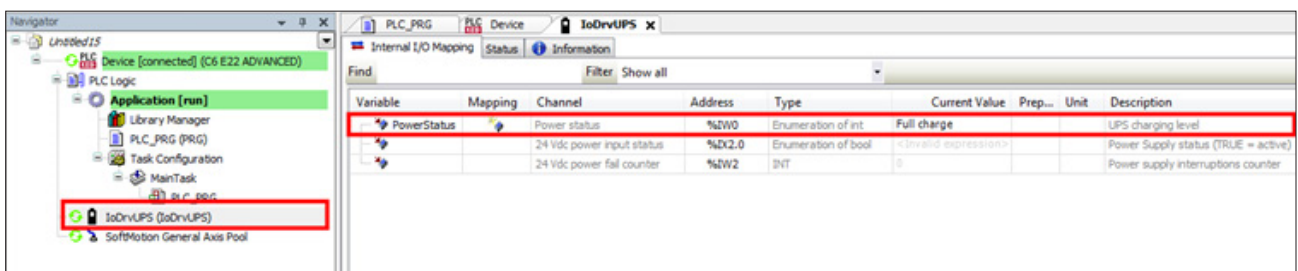 Navigator
Untitled15
Device [connected] (C6 E22 ADVANCED)
PLC Logic
Application [run]
Library Manager
PLC_PRG (PRG)
Task Configuration
MainTask
PLC_PRG
IoDrvUPS (IoDrvUPS)
SoftMotion General Axis Pool
PLC_PRG Device IoDrvUPS
Internal I/O Mapping Status Information
Find Filter Show all
Variable Mapping Channel Address Type Current Value Prep... Unit Description
PowerStatus Power status %IW0 Enumeration of int Full charge UPS charging level
24 Vdc power input status %IX2.0 Enumeration of bool <Invalid expression> Power Supply status (TRUE = active)
24 Vdc power fail counter %IW2 INT 0 Power supply interruptions counter